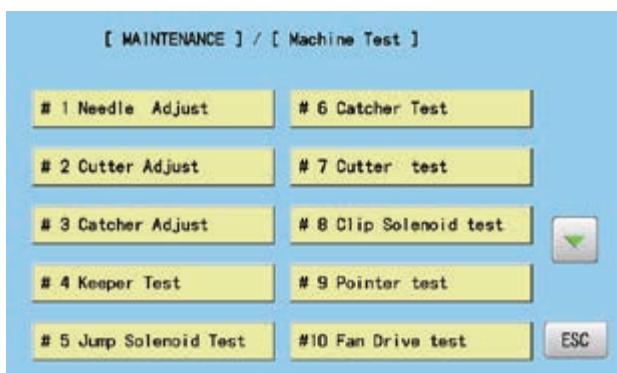 [ MAINTENANCE ] / [ Machine Test ]
# 1 Needle Adjust
# 2 Cutter Adjust
# 3 Catcher Adjust
# 4 Keeper Test
# 5 Jump Solenoid Test
# 6 Catcher Test
# 7 Cutter test
# 8 Clip Solenoid test
# 9 Pointer test
#10 Fan Drive test
ESC